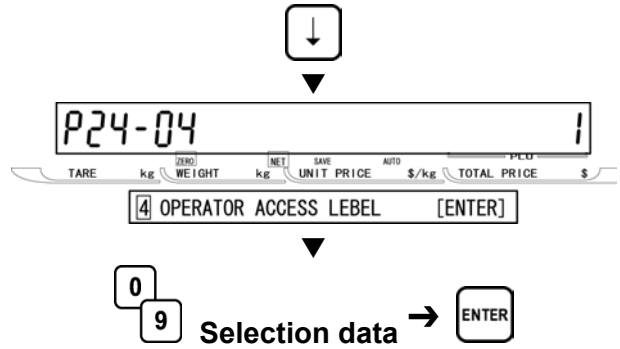 ↓
P24-04 1
ZERO NET SAVE AUTO PLU
TARE kg WEIGHT kg UNIT PRICE $/kg TOTAL PRICE $
4 OPERATOR ACCESS LEBEL [ENTER]
0
9 Selection data → ENTER